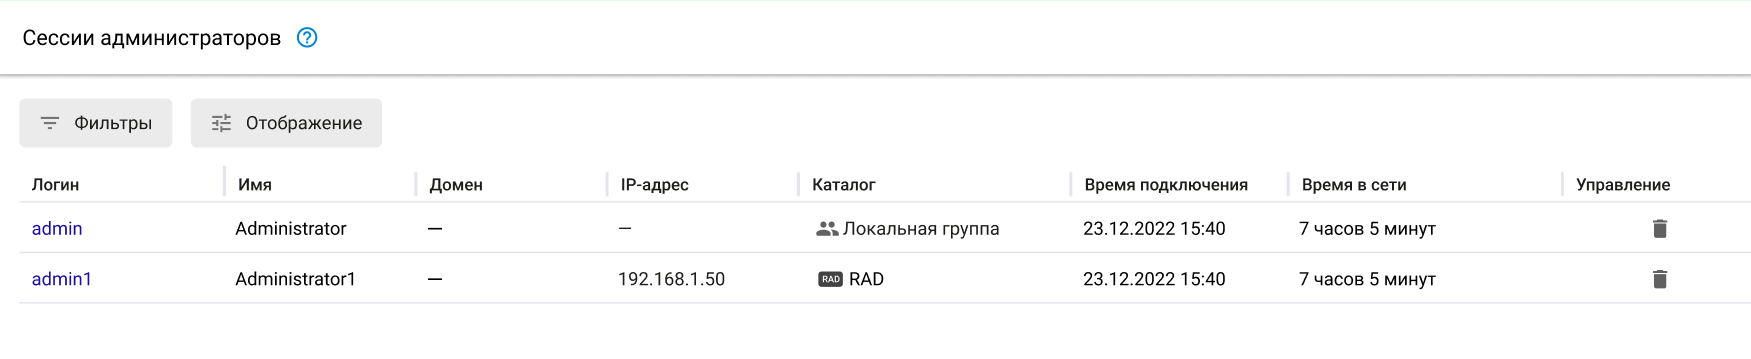 Сессии администраторов ?
Фильтры Отображение
Логин Имя Домен IP-адрес Каталог Время подключения Время в сети Управление
admin Administrator — — Локальная группа 23.12.2022 15:40 7 часов 5 минут
admin1 Administrator1 — 192.168.1.50 RAD RAD 23.12.2022 15:40 7 часов 5 минут